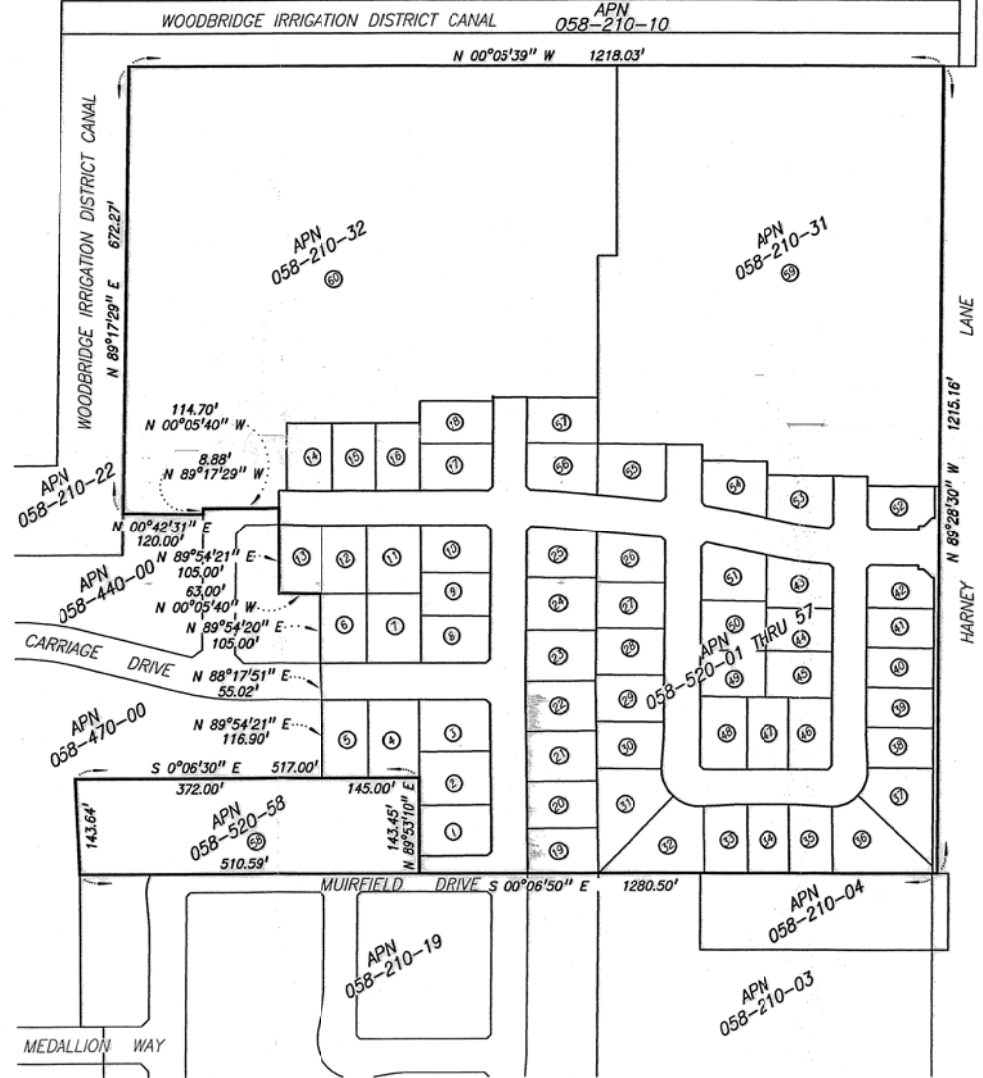 WOODBRIDGE IRRIGATION DISTRICT CANAL
APN
058-210-10
N 00°05'39" W 1218.03'
WOODBRIDGE IRRIGATION DISTRICT CANAL
N 89°17'29" E 672.27'
APN
058-210-32
60
APN
058-210-31
59
HARNEY LANE
N 89°28'30" W 1215.16'
114.70'
N 00°05'40" W
8.88'
N 89°17'29" W
APN
058-210-22
N 00°42'31" E
120.00'
N 89°54'21" E
105.00'
63.00'
N 00°05'40" W
N 89°54'20" E
105.00'
APN
058-440-00
CARRIAGE DRIVE
N 88°17'51" E
55.02'
N 89°54'21" E
116.90'
APN
058-470-00
14 15 16
18
17
57
56
55
54
53
52
13 12 11
10
9
8
6 7
25
24
23
22
21
20
19
26
27
28
29
30
31
32
51
50
49
43
44
45
APN
058-520-01 THRU 57
48 47 46
42
41
40
39
38
37
33 34 35 36
5 4
3
2
1
S 0°06'30" E 517.00'
372.00' 145.00'
143.64'
APN
058-520-58
58
510.59'
143.45'
N 89°53'10" E
MUIRFIELD DRIVE S 00°06'50" E 1280.50'
APN
058-210-04
APN
058-210-19
APN
058-210-03
MEDALLION WAY